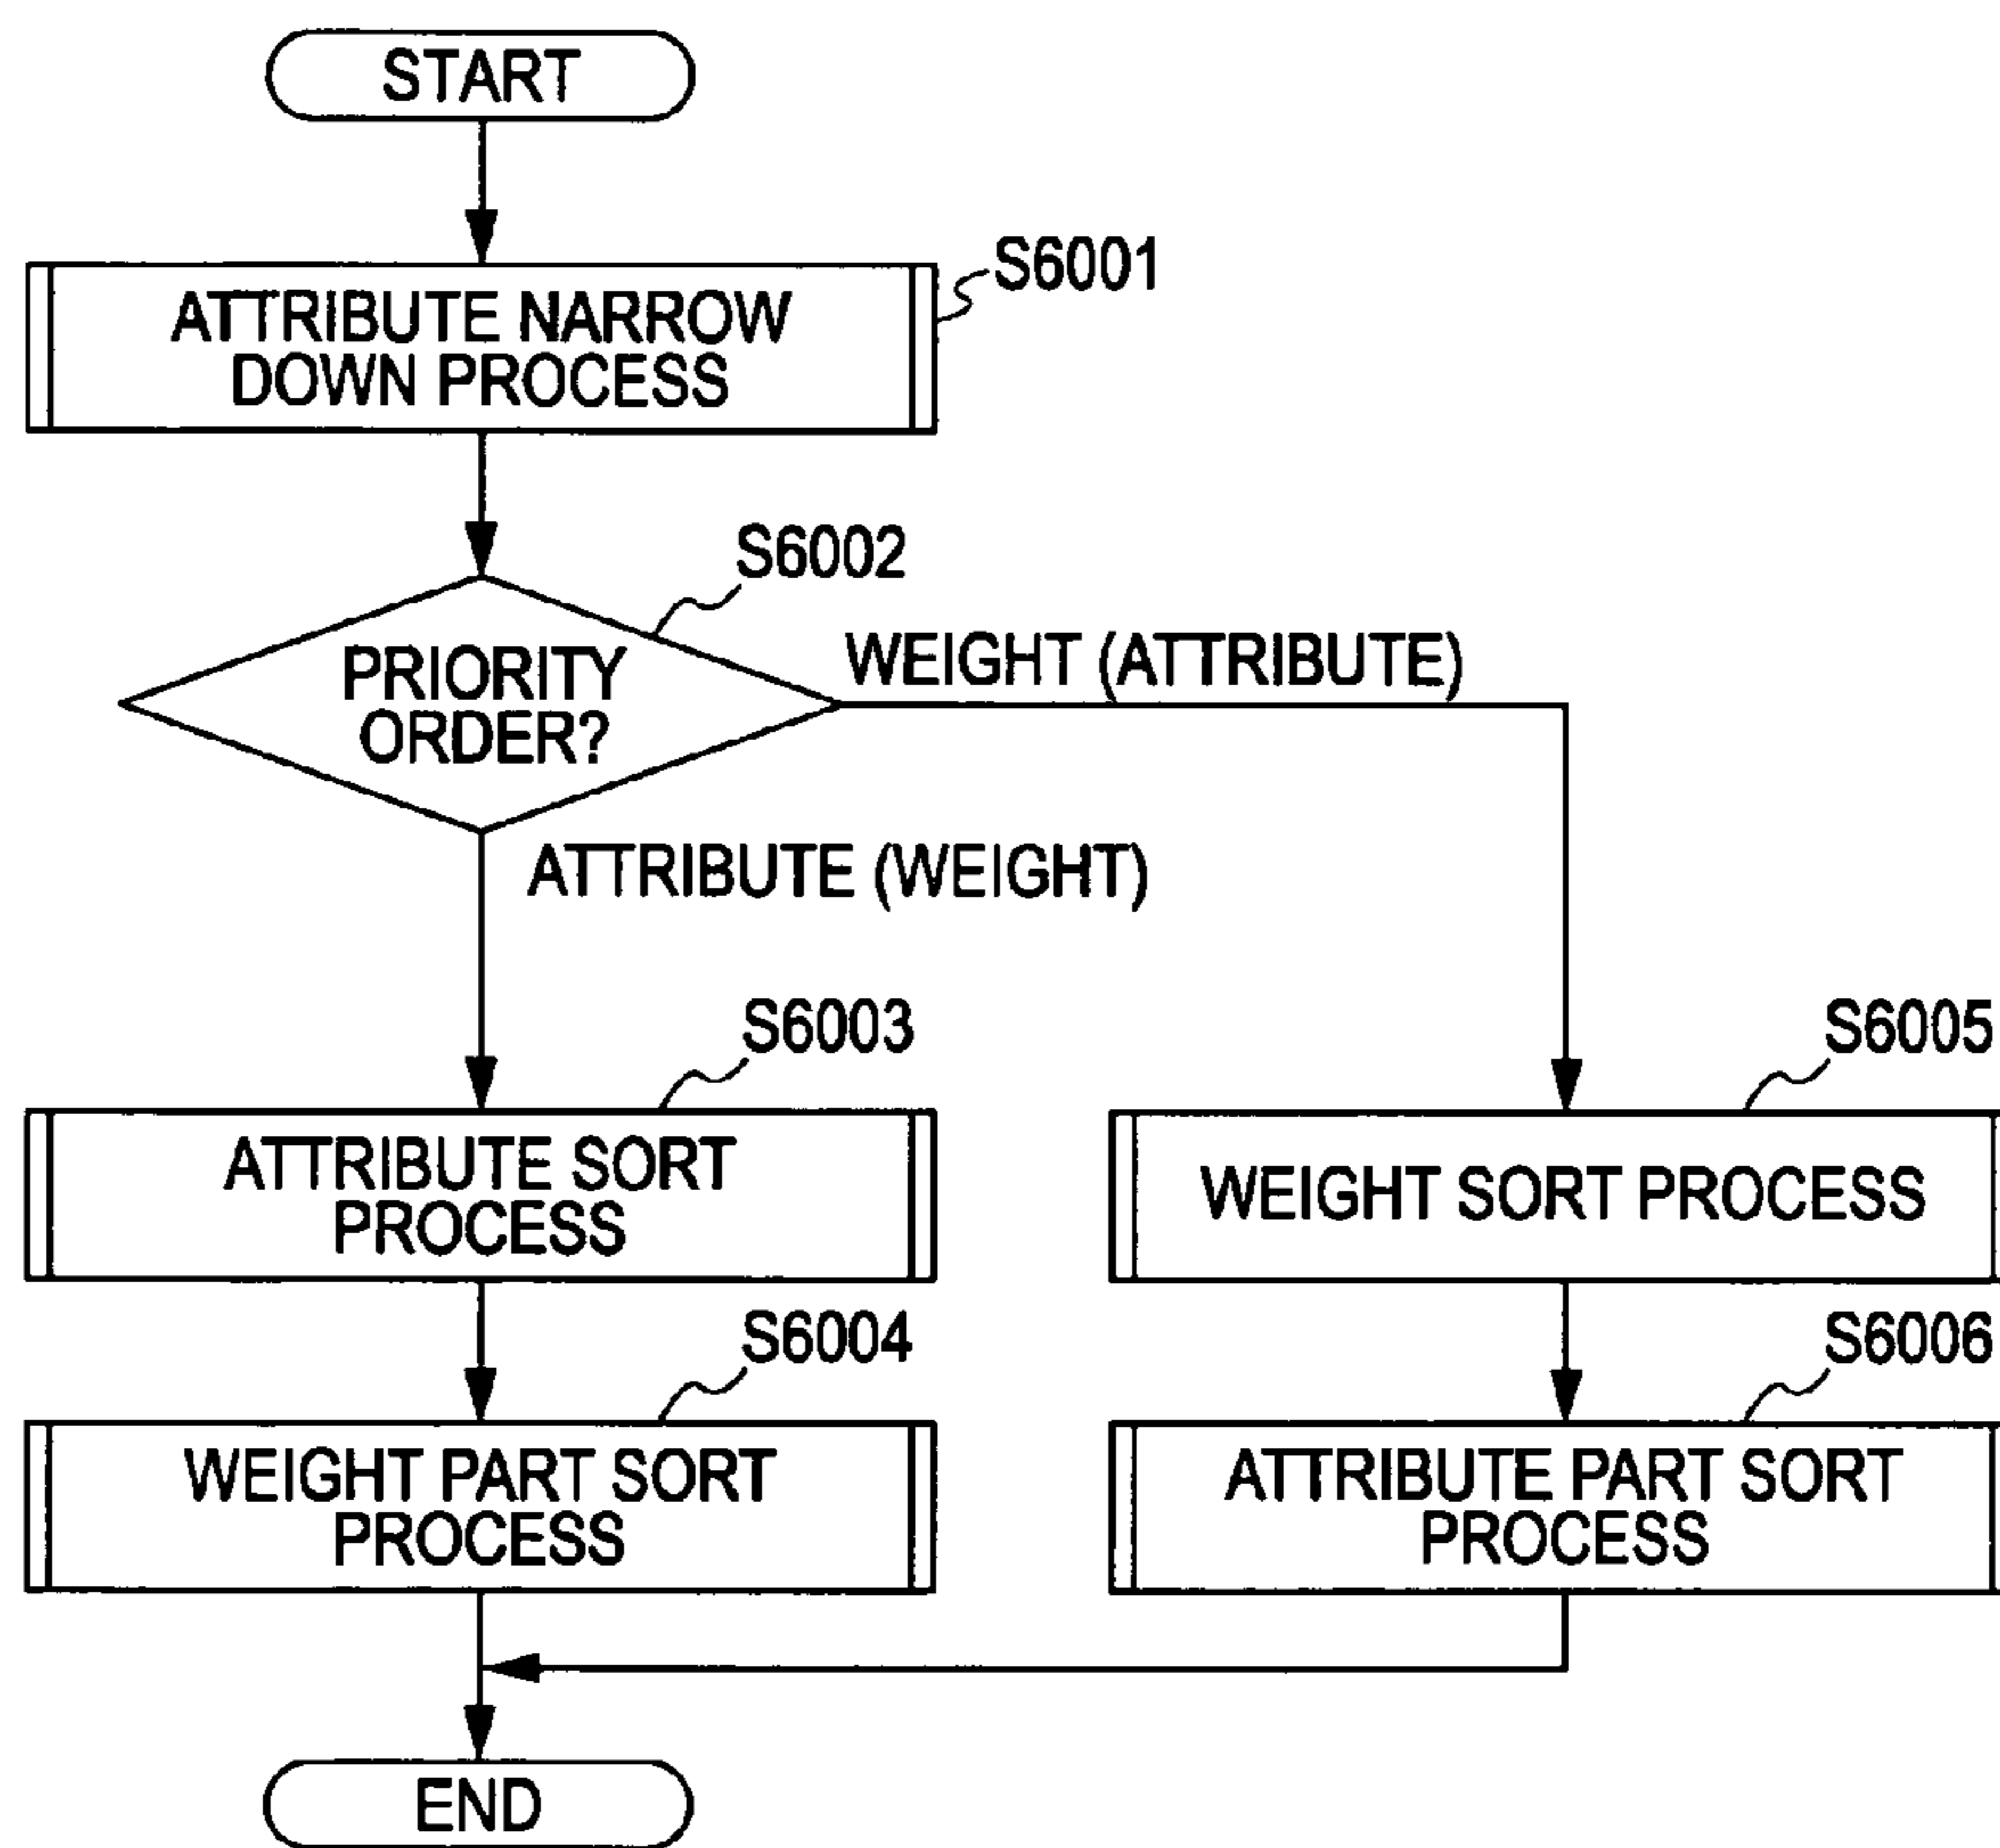 START
S6001
ATTRIBUTE NARROW
DOWN PROCESS
S6002
PRIORITY
ORDER?
WEIGHT (ATTRIBUTE)
ATTRIBUTE (WEIGHT)
S6003
ATTRIBUTE SORT
PROCESS
S6005
WEIGHT SORT PROCESS
S6004
WEIGHT PART SORT
PROCESS
S6006
ATTRIBUTE PART SORT
PROCESS
END